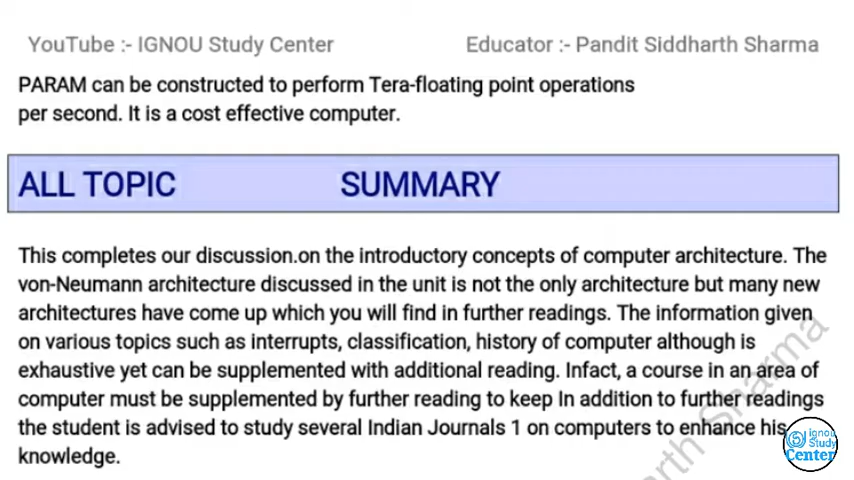 YouTube :- IGNOU Study Center Educator :- Pandit Siddharth Sharma
PARAM can be constructed to perform Tera-floating point operations
per second. It is a cost effective computer.
ALL TOPIC SUMMARY
This completes our discussion.on the introductory concepts of computer architecture. The
von-Neumann architecture discussed in the unit is not the only architecture but many new
architectures have come up which you will find in further readings. The information given
on various topics such as interrupts, classification, history of computer although is
exhaustive yet can be supplemented with additional reading. Infact, a course in an area of
computer must be supplemented by further reading to keep In addition to further readings
the student is advised to study several Indian Journals 1 on computers to enhance his
knowledge.
arth Sharma
ignou
Study
Center